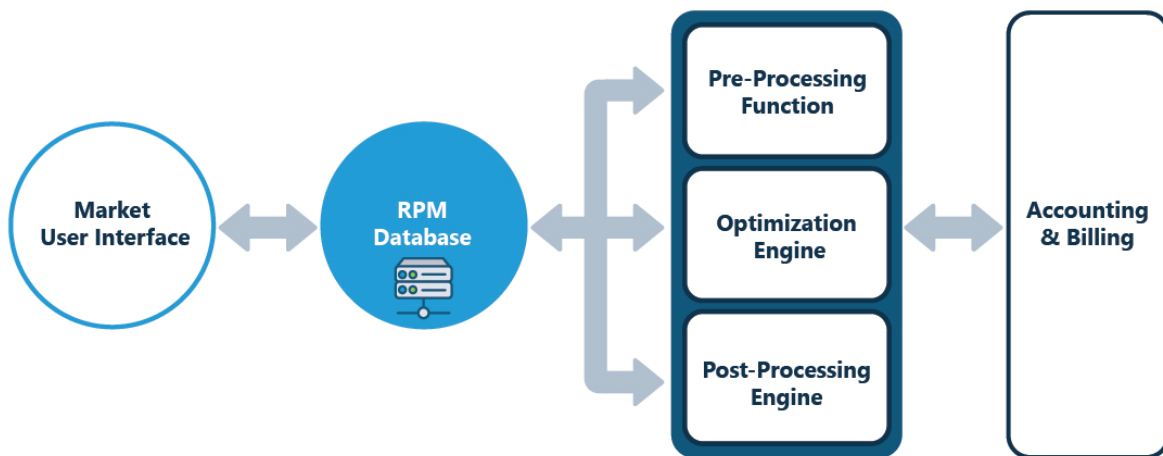 Market
User Interface
RPM
Database
Pre-Processing
Function
Optimization
Engine
Post-Processing
Engine
Accounting
& Billing